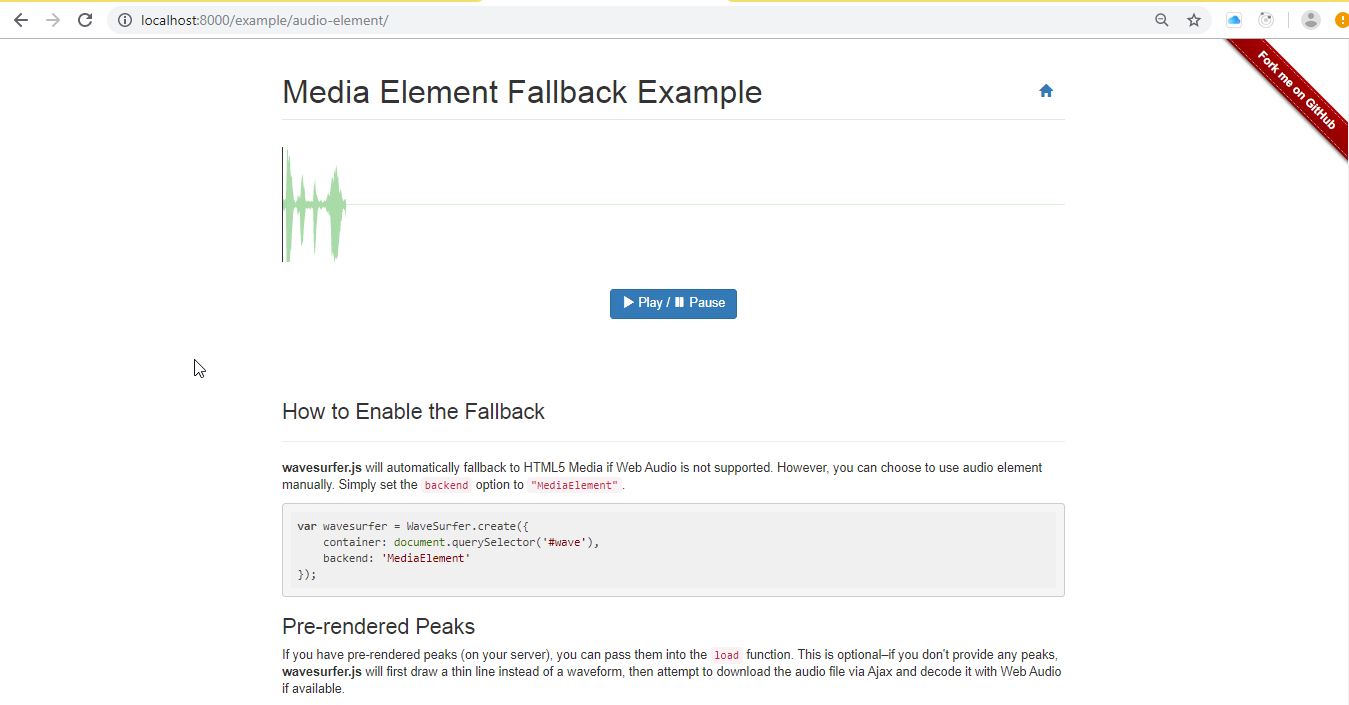 localhost:8000/example/audio-element/
Fork me on GitHub
Media Element Fallback Example
Play / Pause
How to Enable the Fallback
wavesurfer.js will automatically fallback to HTML5 Media if Web Audio is not supported. However, you can choose to use audio element
manually. Simply set the backend option to "MediaElement".
var wavesurfer = WaveSurfer.create({
    container: document.querySelector('#wave'),
    backend: 'MediaElement'
});
Pre-rendered Peaks
If you have pre-rendered peaks (on your server), you can pass them into the load function. This is optional–if you don't provide any peaks,
wavesurfer.js will first draw a thin line instead of a waveform, then attempt to download the audio file via Ajax and decode it with Web Audio
if available.